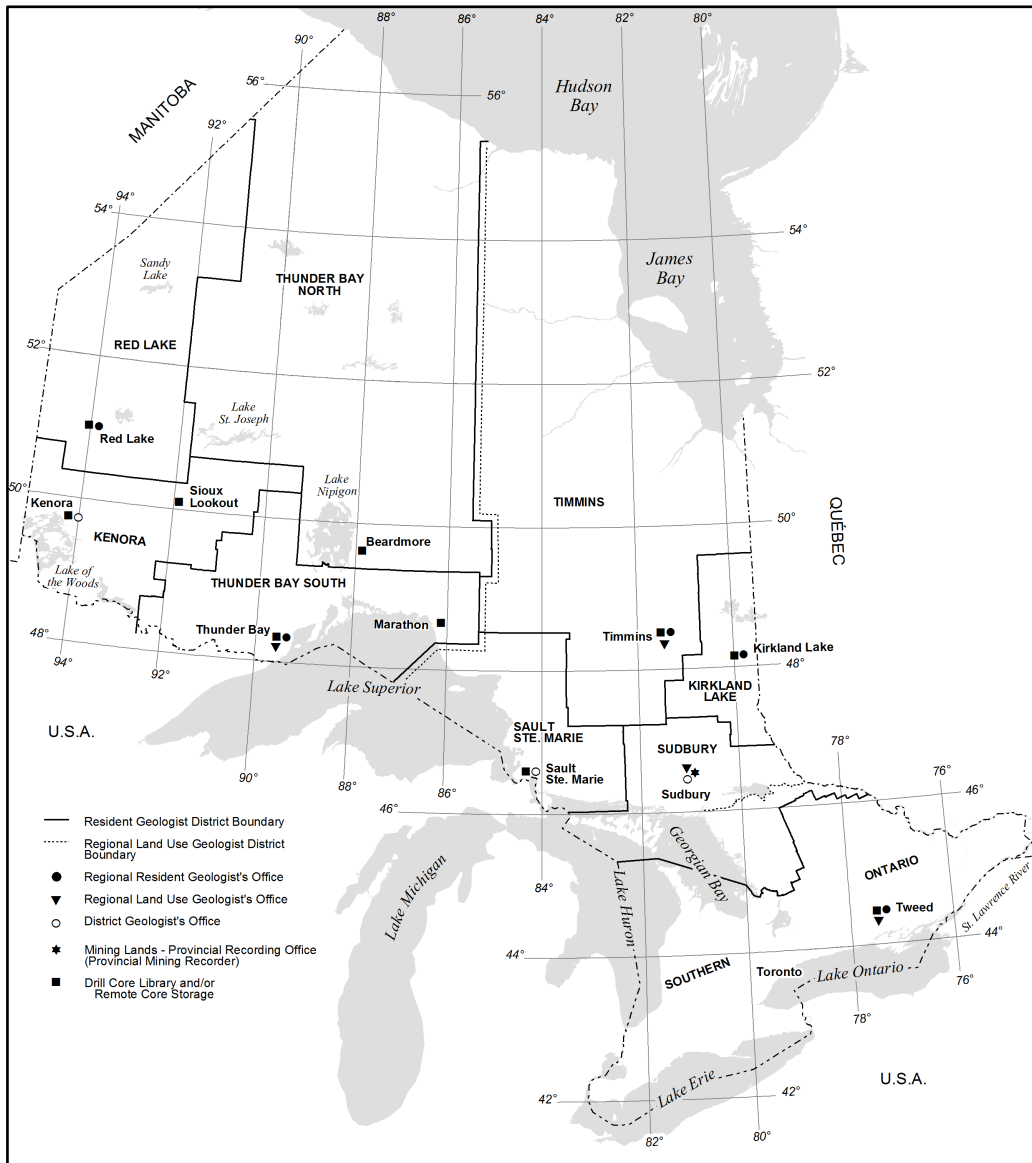 88°
86°
84°
82°
80°
90°
56°
56°
Hudson
Bay
MANITOBA
92°
94°
54°
54°
James
Bay
Sandy
Lake
THUNDER BAY
NORTH
52°
RED LAKE
52°
Lake
St. Joseph
Red Lake
Lake
Nipigon
50°
Sioux
Lookout
Kenora
TIMMINS
50°
QUÉBEC
KENORA
Beardmore
Lake of
the Woods
THUNDER BAY SOUTH
Thunder Bay
Marathon
Timmins
Kirkland Lake
48°
94°
92°
48°
KIRKLAND
LAKE
Lake Superior
U.S.A.
SAULT
STE. MARIE
SUDBURY
78°
Sault
Ste. Marie
Sudbury
76°
90°
88°
86°
46°
46°
Georgian Bay
84°
Lake Michigan
Lake Huron
ONTARIO
Tweed
St. Lawrence River
44°
44°
SOUTHERN
Toronto
Lake Ontario
76°
78°
Lake Erie
U.S.A.
42°
42°
82°
80°
Resident Geologist District Boundary
Regional Land Use Geologist District
Boundary
Regional Resident Geologist's Office
Regional Land Use Geologist's Office
District Geologist's Office
Mining Lands - Provincial Recording Office
(Provincial Mining Recorder)
Drill Core Library and/or
Remote Core Storage